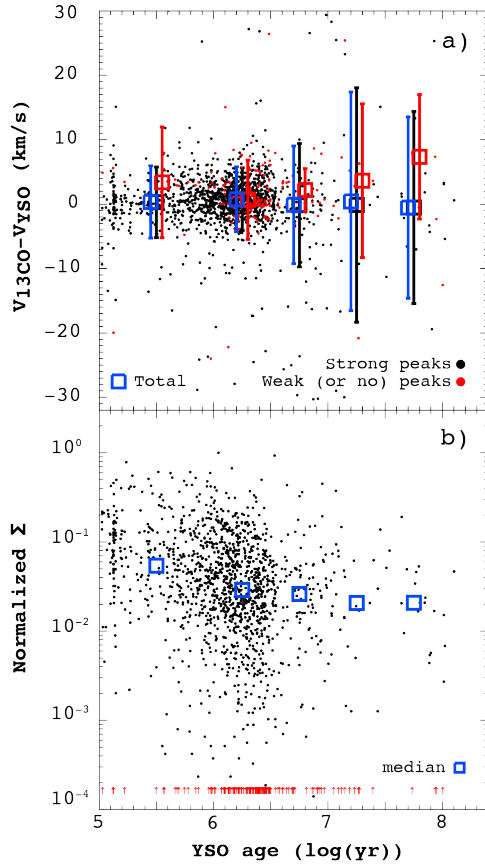 30
a)
20
10
0
-10
-20
-30
V13CO-VYSO (km/s)
Strong peaks
Total
Weak (or no) peaks
b)
10^0
10^-1
10^-2
10^-3
10^-4
Normalized Σ
median
5 6 7 8
YSO age (log(yr))